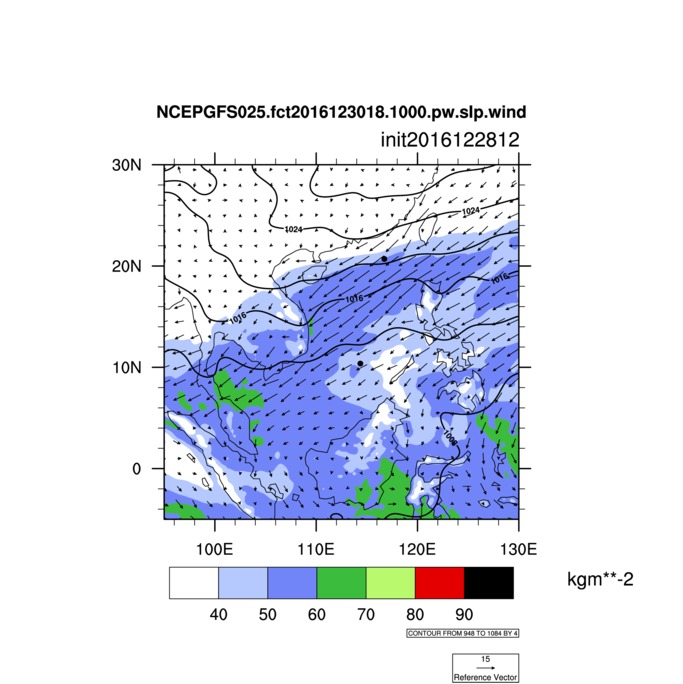 NCEPGFS025.fct2016123018.1000.pw.slp.wind
init2016122812
30N
20N
10N
0
1024
1024
1016
1016
1016
1008
100E 110E 120E 130E
kgm**-2
40 50 60 70 80 90
CONTOUR FROM 948 TO 1084 BY 4
15
Reference Vector